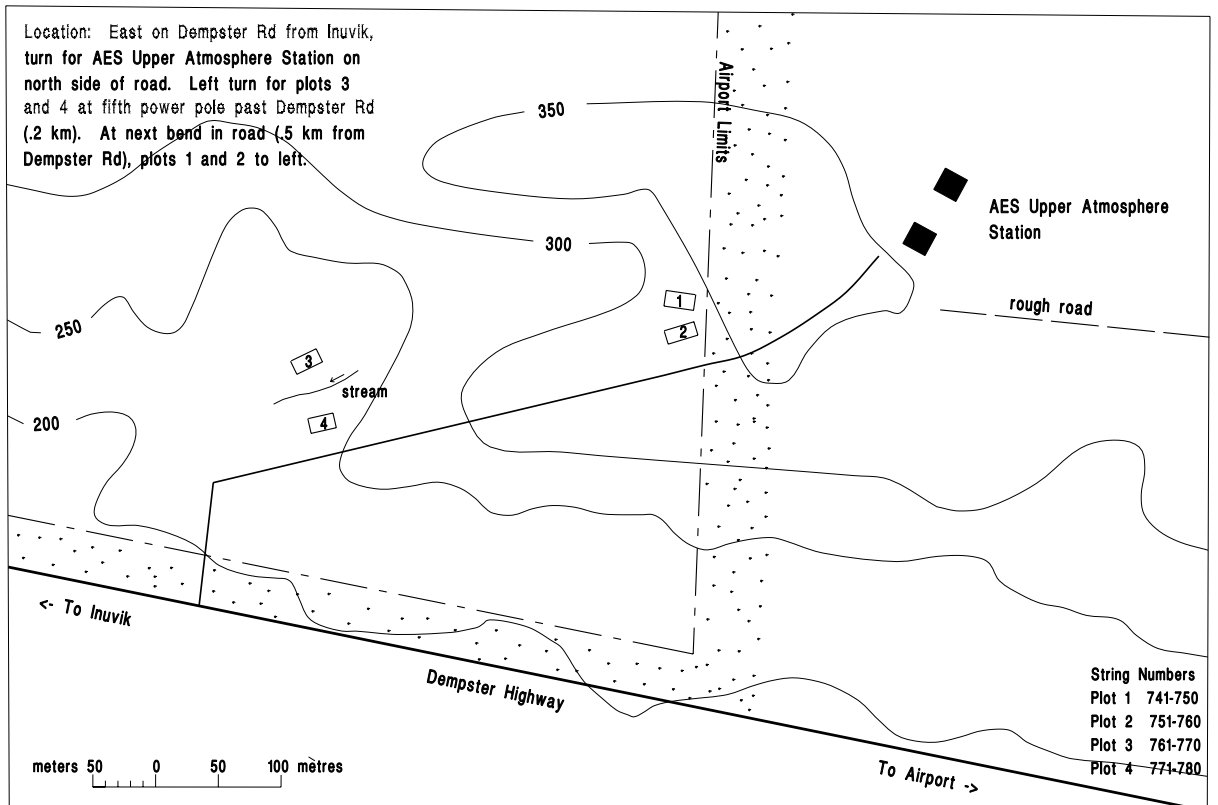 Location: East on Dempster Rd from Inuvik,
turn for AES Upper Atmosphere Station on
north side of road. Left turn for plots 3
and 4 at fifth power pole past Dempster Rd
(.2 km). At next bend in road (.5 km from
Dempster Rd), plots 1 and 2 to left.
350
Airport Limits
AES Upper Atmosphere
Station
300
1
rough road
250
2
3
stream
200
4
<- To Inuvik
Dempster Highway
String Numbers
Plot 1 741-750
Plot 2 751-760
Plot 3 761-770
Plot 4 771-780
meters 50 0 50 100 mètres
To Airport ->